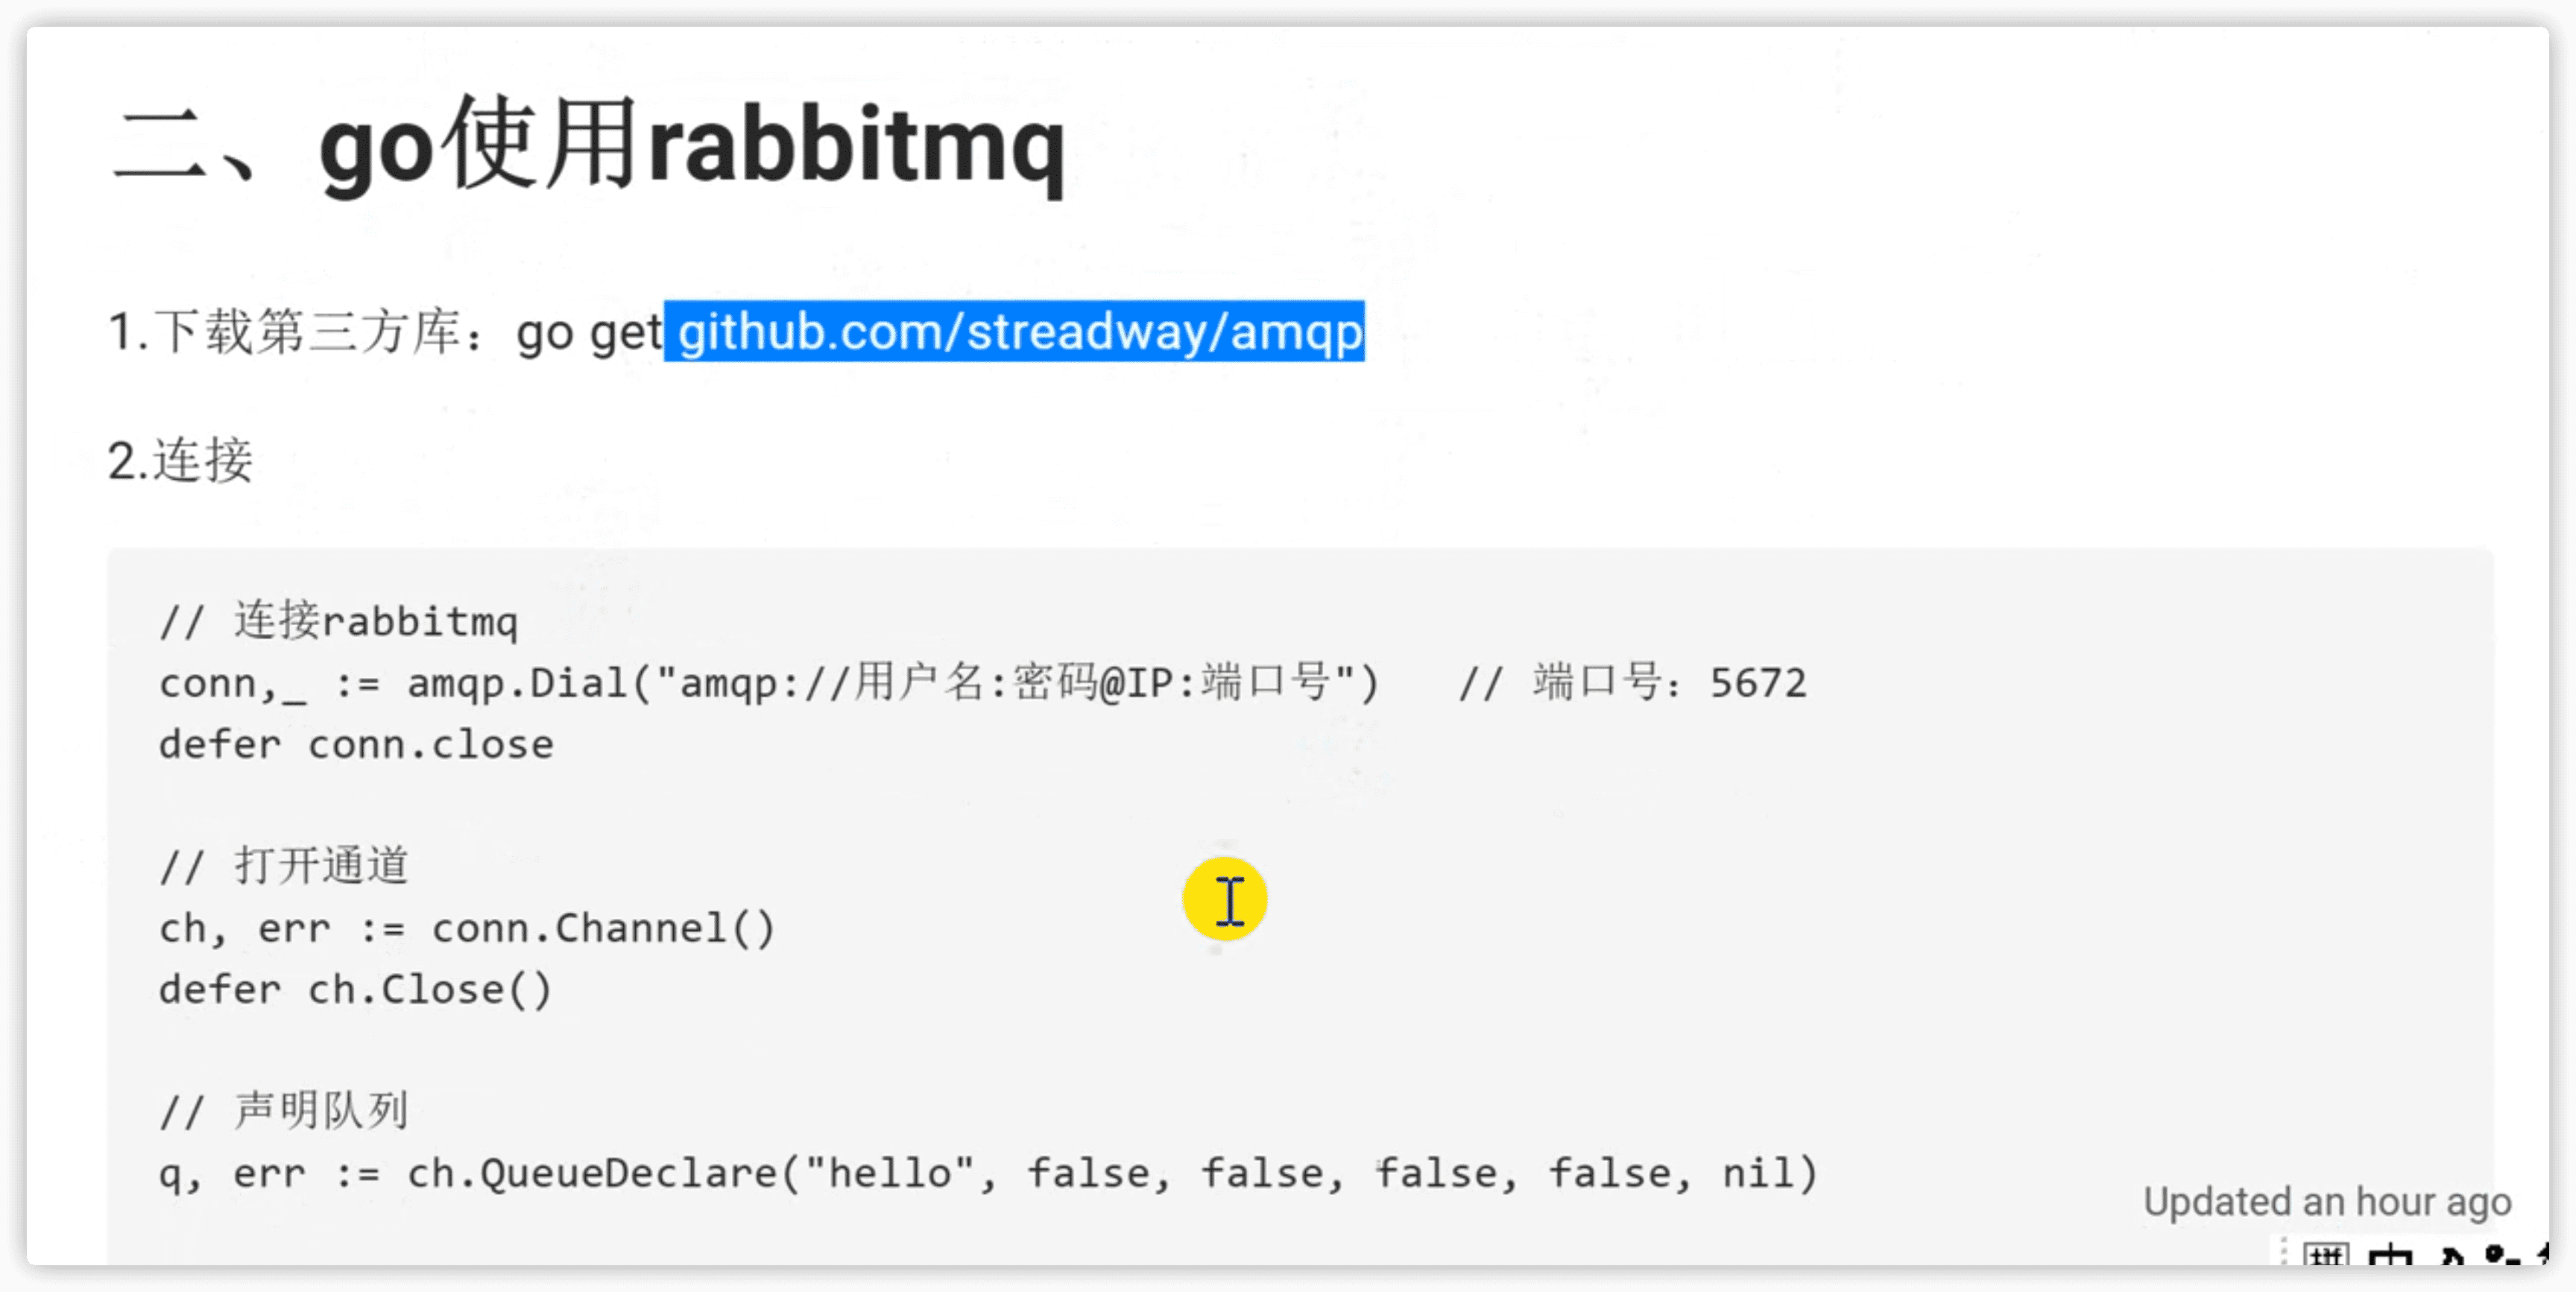 二、go使用rabbitmq
1.下载第三方库：go get github.com/streadway/amqp
2.连接
// 连接rabbitmq
conn,_ := amqp.Dial("amqp://用户名:密码@IP:端口号")   // 端口号：5672
defer conn.close
// 打开通道
ch, err := conn.Channel()
defer ch.Close()
// 声明队列
q, err := ch.QueueDeclare("hello", false, false, false, false, nil)
Updated an hour ago